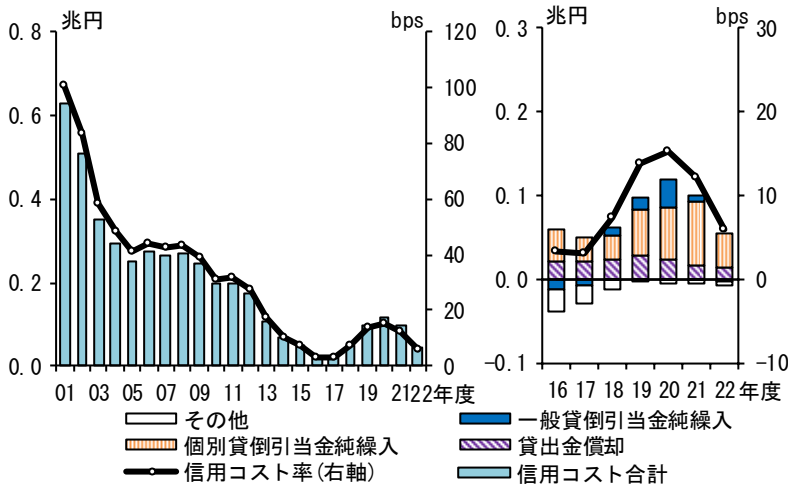 兆円 bps
0.8 120
100
0.6
80
0.4 60
40
0.2
20
0.0 0
01 03 05 07 09 11 13 15 17 19 2122年度
兆円 bps
0.3 30
0.2 20
0.1 10
0.0 0
-0.1 -10
16 17 18 19 20 21 22 年度
その他
一般貸倒引当金純繰入
個別貸倒引当金純繰入
貸出金償却
信用コスト率(右軸)
信用コスト合計